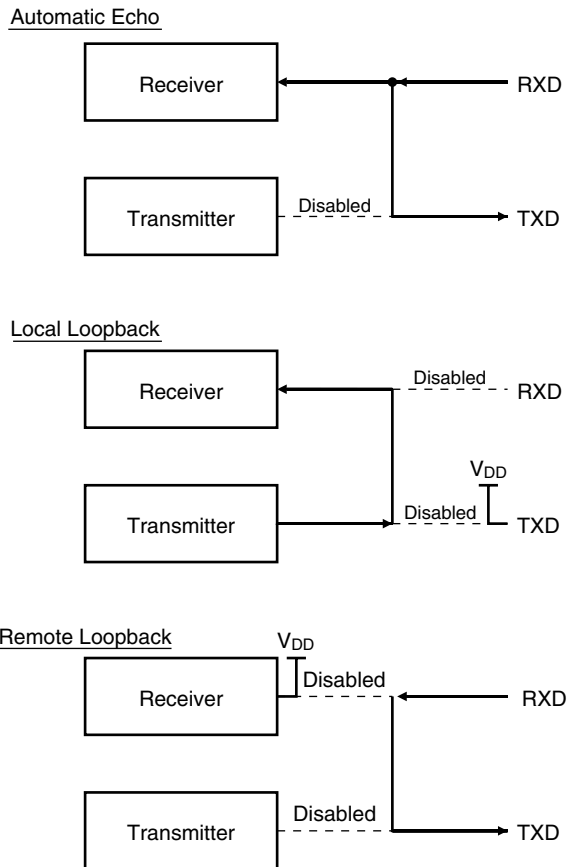 Automatic Echo
Receiver
RXD
Transmitter
Disabled
TXD
Local Loopback
Receiver
Disabled
RXD
VDD
Transmitter
Disabled
TXD
Remote Loopback
VDD
Receiver
Disabled
RXD
Transmitter
Disabled
TXD